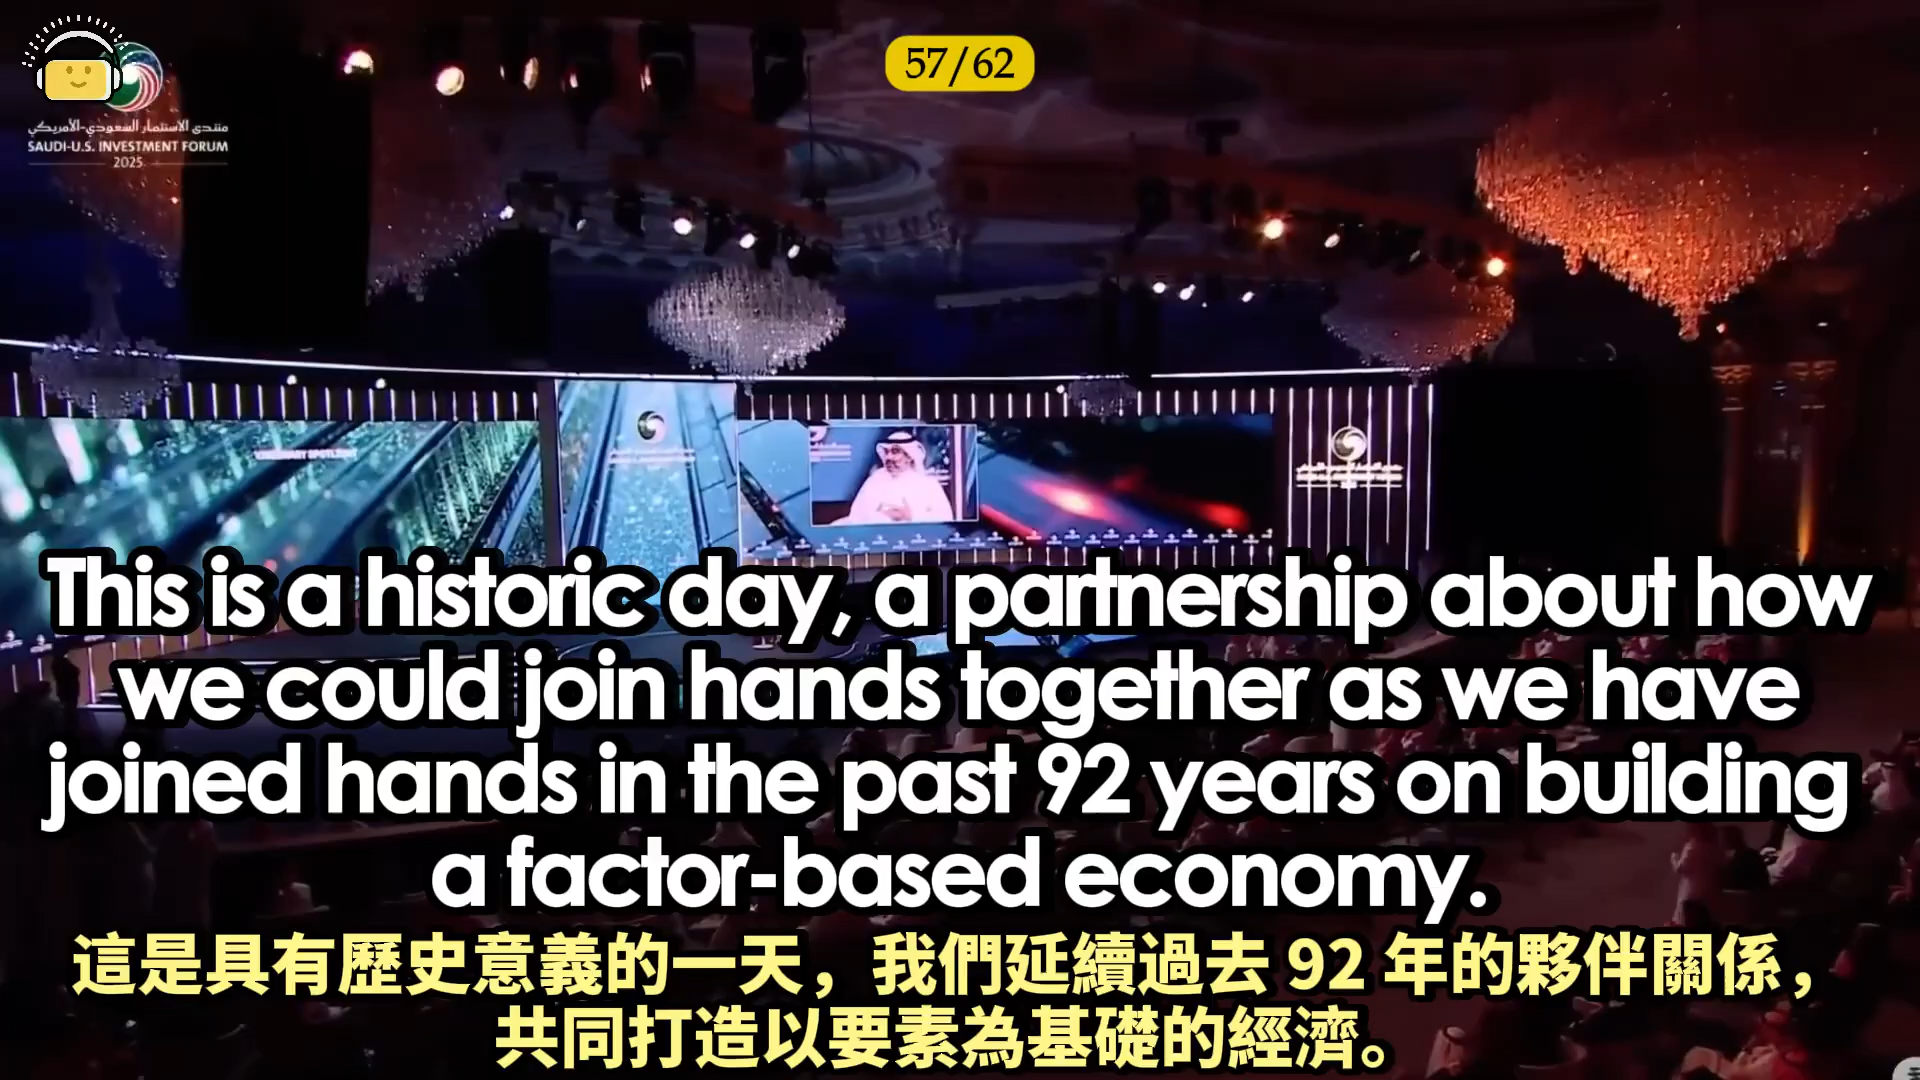 57/62
منتدى الاستثمار السعودي-الأمريكي
SAUDI-U.S. INVESTMENT FORUM
2025
This is a historic day, a partnership about how
we could join hands together as we have
joined hands in the past 92 years on building
a factor-based economy.
這是具有歷史意義的一天，我們延續過去 92 年的夥伴關係，
共同打造以要素為基礎的經濟。